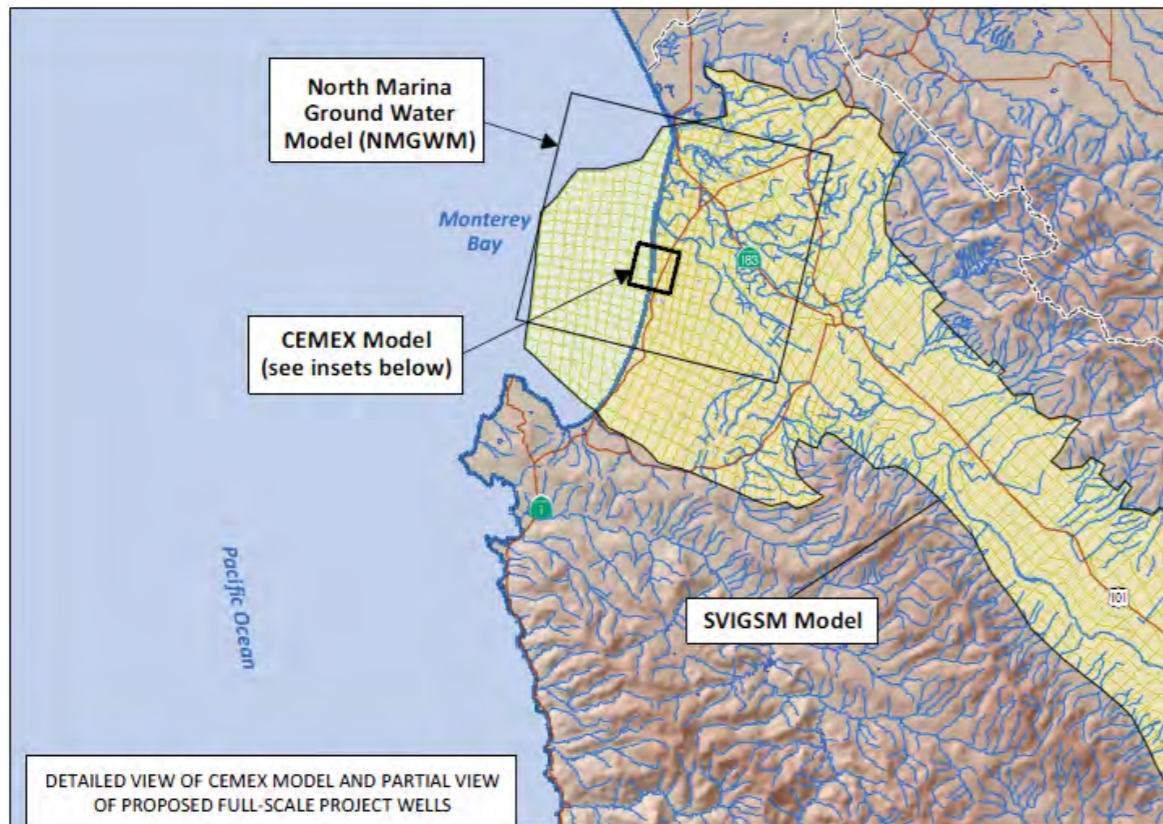 North Marina
Ground Water
Model (NMGWM)
Monterey
Bay
183
CEMEX Model
(see insets below)
1
Pacific Ocean
101
SVIGSM Model
DETAILED VIEW OF CEMEX MODEL AND PARTIAL VIEW
OF PROPOSED FULL-SCALE PROJECT WELLS